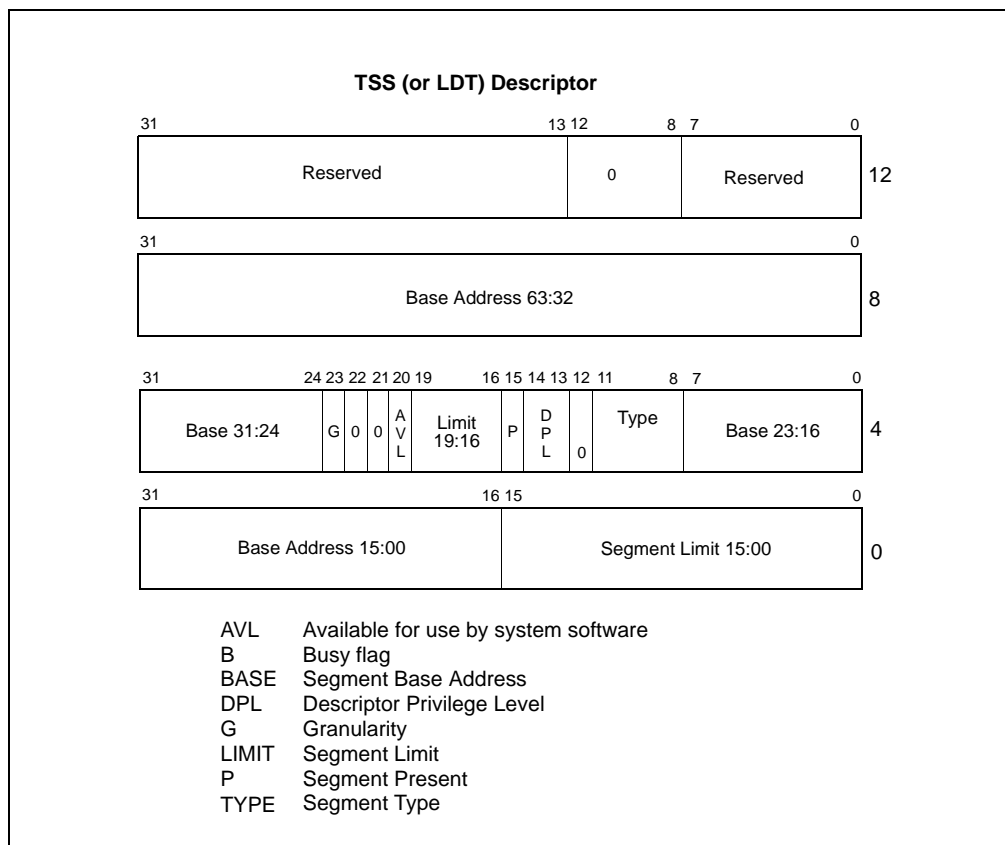 TSS (or LDT) Descriptor
31 13 12 8 7 0
Reserved 0 Reserved 12
31 0
Base Address 63:32 8
31 24 23 22 21 20 19 16 15 14 13 12 11 8 7 0
Base 31:24 G 0 0 AVL Limit 19:16 P DPL 0 Type Base 23:16 4
31 16 15 0
Base Address 15:00 Segment Limit 15:00 0
AVL Available for use by system software
B Busy flag
BASE Segment Base Address
DPL Descriptor Privilege Level
G Granularity
LIMIT Segment Limit
P Segment Present
TYPE Segment Type